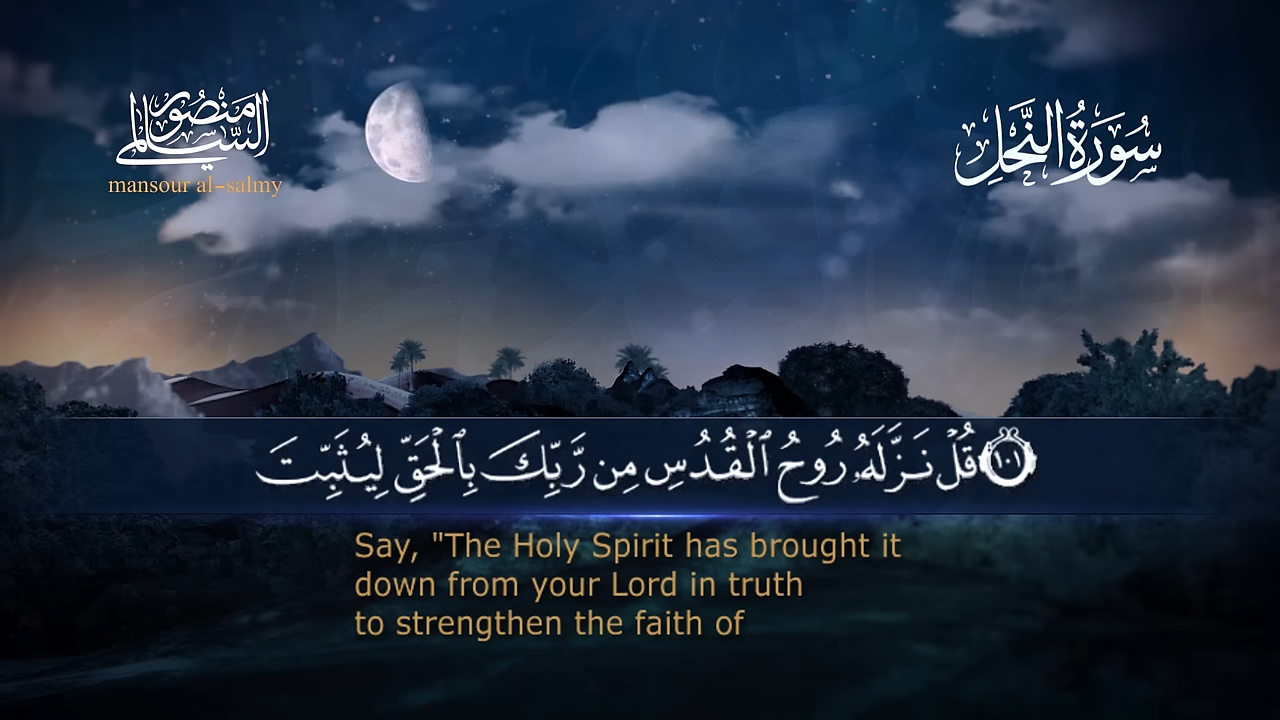 منصور السالمي
mansour al-salmy
سُورَةُ النَّحْلِ
١٠١ قُلْ نَزَّلَهُۥ رُوحُ ٱلْقُدُسِ مِن رَّبِّكَ بِٱلْحَقِّ لِيُثَبِّتَ
Say, "The Holy Spirit has brought it
down from your Lord in truth
to strengthen the faith of